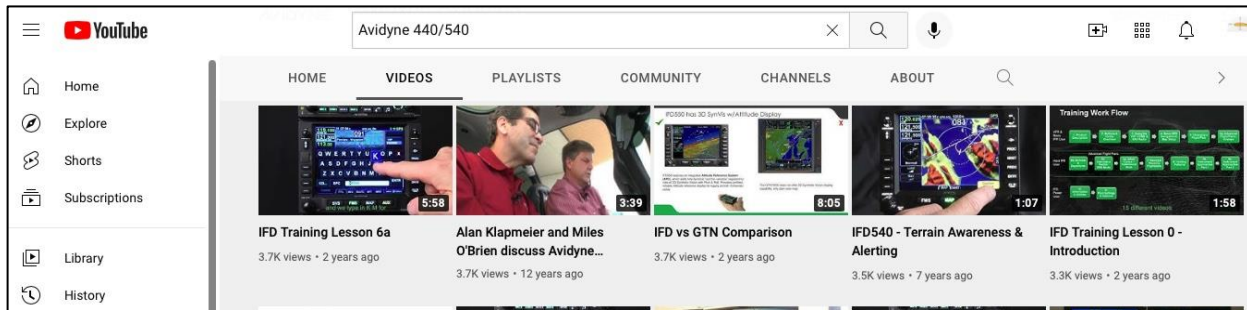 YouTube
Avidyne 440/540
Home
Explore
Shorts
Subscriptions
Library
History
HOME VIDEOS PLAYLISTS COMMUNITY CHANNELS ABOUT
5:58
3:39
IFD550 has 3D SynVis w/Attitude Display
8:05
1:07
Training Work Flow
15 different videos
1:58
IFD Training Lesson 6a
3.7K views • 2 years ago
Alan Klapmeier and Miles
O'Brien discuss Avidyne...
3.7K views • 12 years ago
IFD vs GTN Comparison
3.7K views • 2 years ago
IFD540 - Terrain Awareness &
Alerting
3.5K views • 7 years ago
IFD Training Lesson 0 -
Introduction
3.3K views • 2 years ago